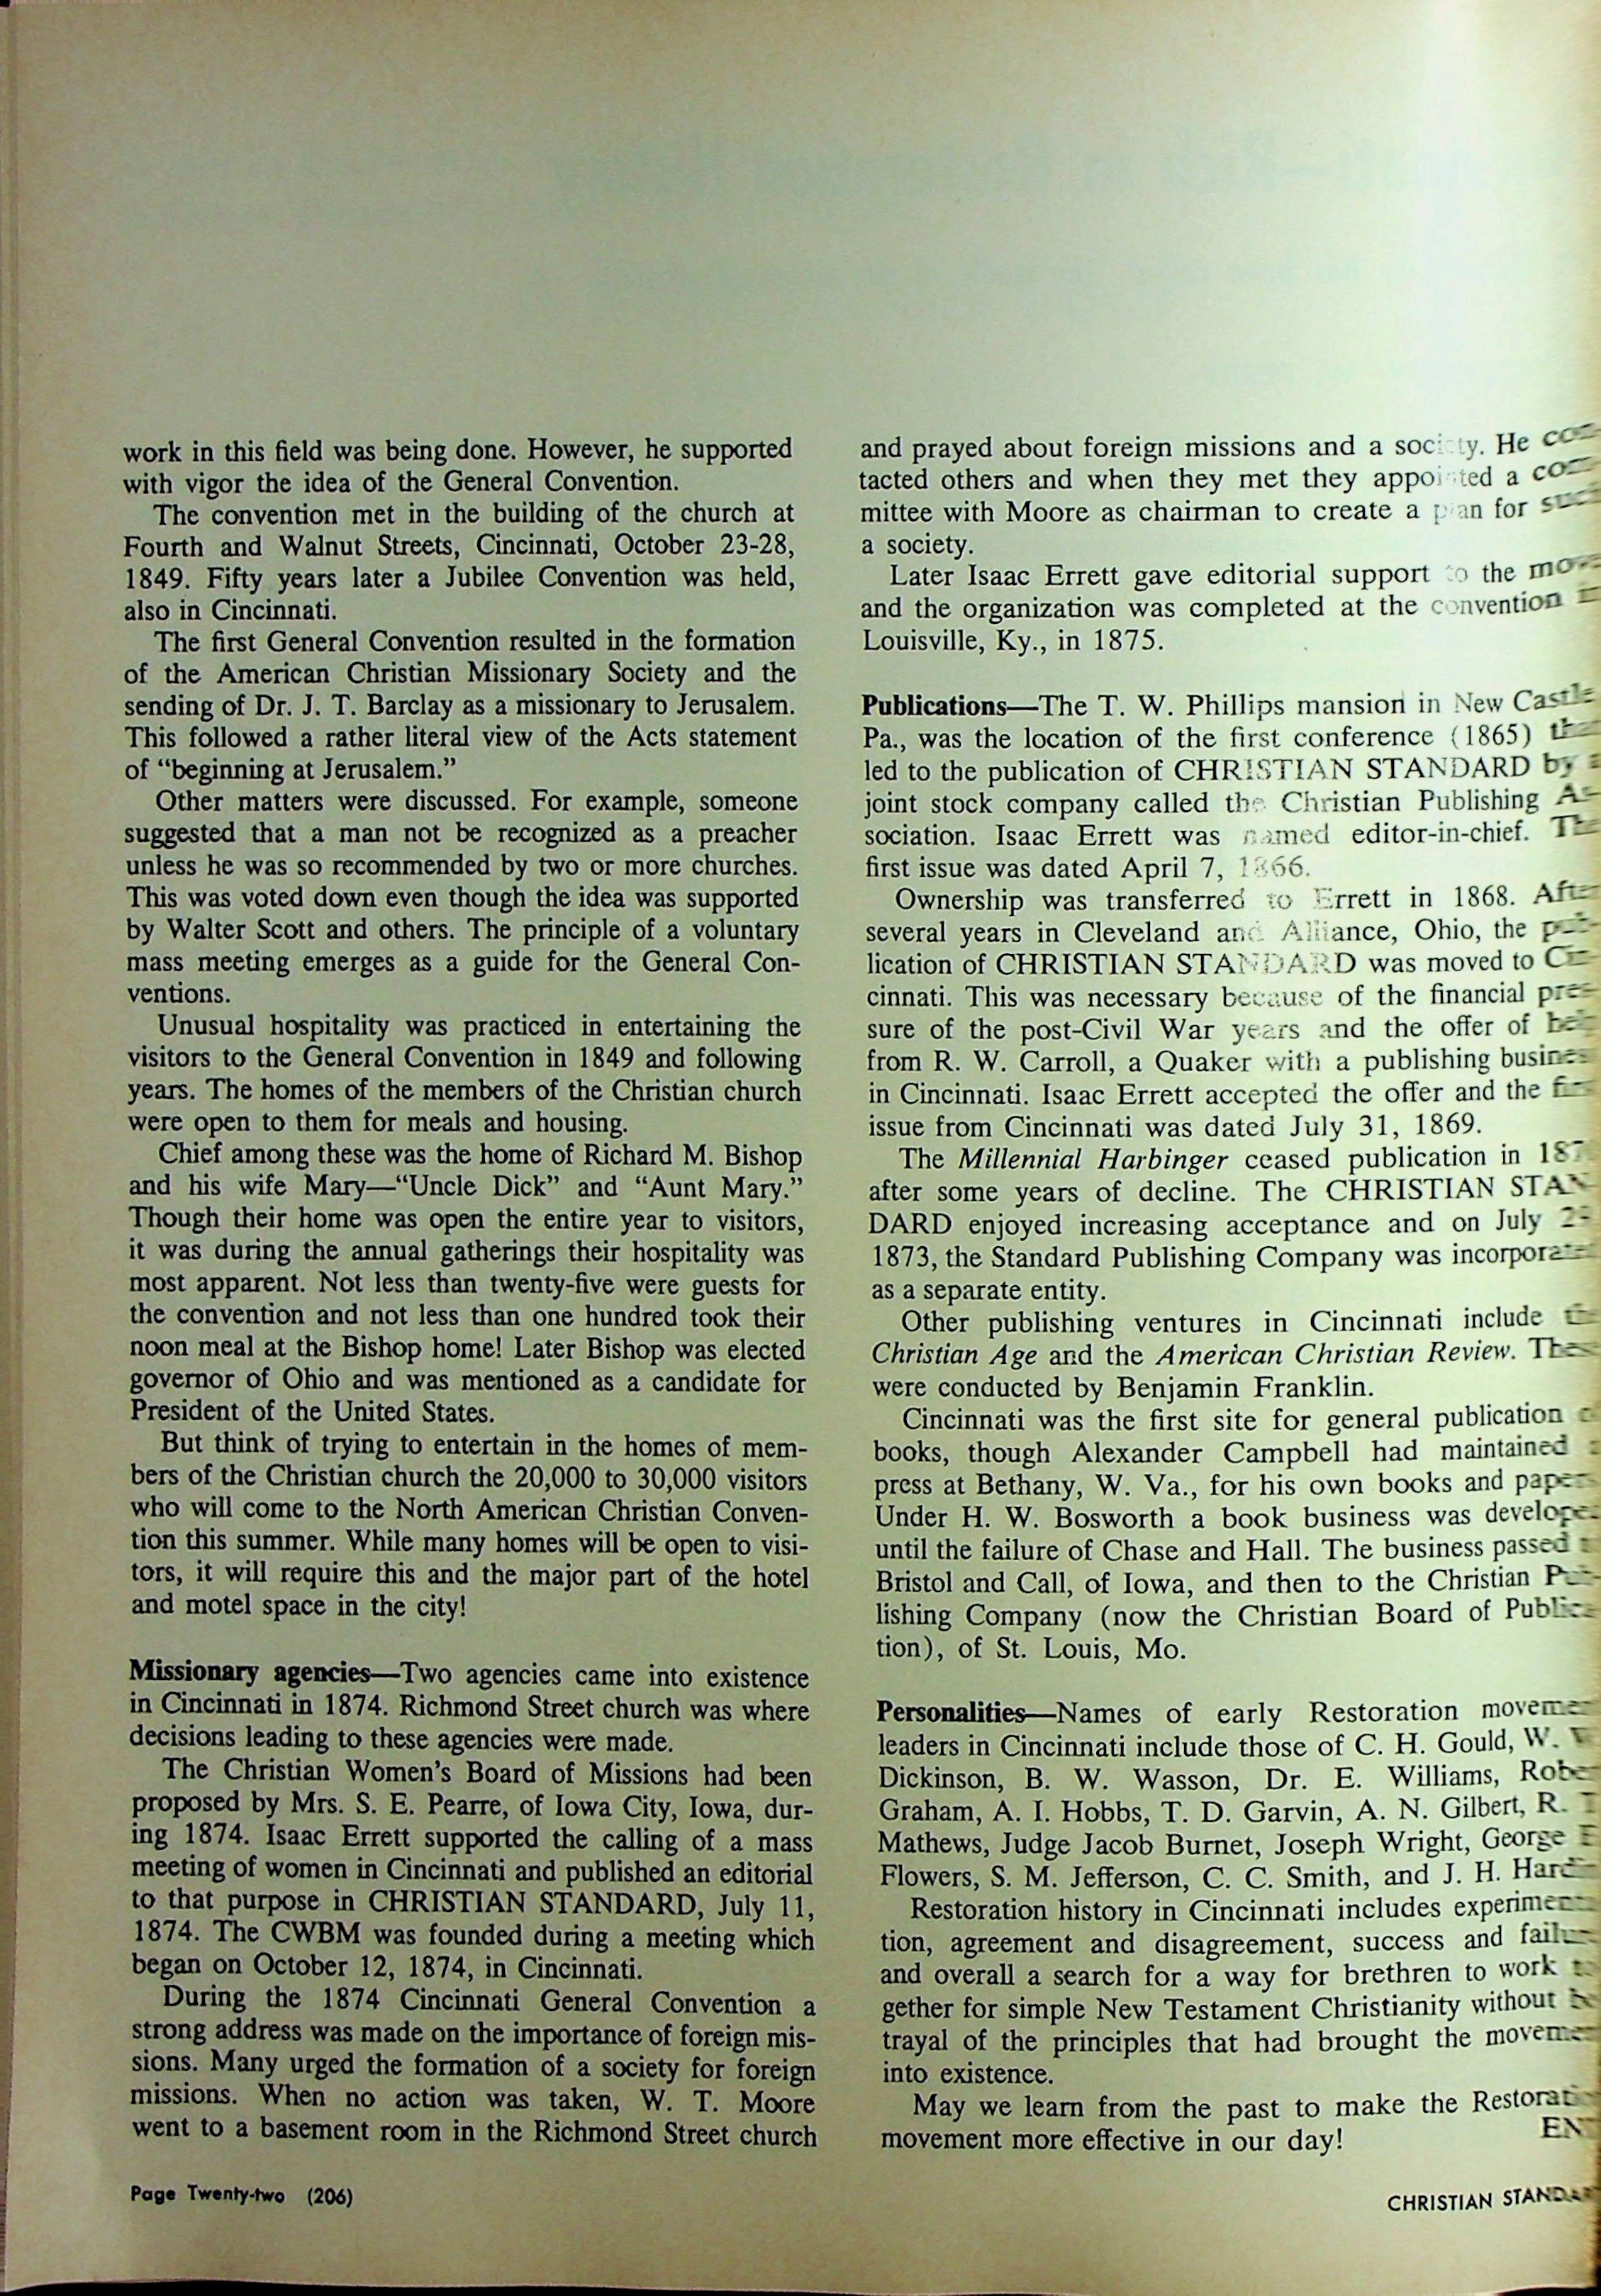 work in this field was being done. However, he supported
with vigor the idea of the General Convention.
The convention met in the building of the church at
Fourth and Walnut Streets, Cincinnati, October 23-28,
1849. Fifty years later a Jubilee Convention was held,
also in Cincinnati.
The first General Convention resulted in the formation
of the American Christian Missionary Society and the
sending of Dr. J. T. Barclay as a missionary to Jerusalem.
This followed a rather literal view of the Acts statement
of “beginning at Jerusalem.”
Other matters were discussed. For example, someone
suggested that a man not be recognized as a preacher
unless he was so recommended by two or more churches.
This was voted down even though the idea was supported
by Walter Scott and others. The principle of a voluntary
mass meeting emerges as a guide for the General Con-
ventions.
Unusual hospitality was practiced in entertaining the
visitors to the General Convention in 1849 and following
years. The homes of the members of the Christian church
were open to them for meals and housing.
Chief among these was the home of Richard M. Bishop
and his wife Mary—“Uncle Dick” and “Aunt Mary.”
Though their home was open the entire year to visitors,
it was during the annual gatherings their hospitality was
most apparent. Not less than twenty-five were guests for
the convention and not less than one hundred took their
noon meal at the Bishop home! Later Bishop was elected
governor of Ohio and was mentioned as a candidate for
President of the United States.
But think of trying to entertain in the homes of mem-
bers of the Christian church the 20,000 to 30,000 visitors
who will come to the North American Christian Conven-
tion this summer. While many homes will be open to visi-
tors, it will require this and the major part of the hotel
and motel space in the city!
Missionary agencies—Two agencies came into existence
in Cincinnati in 1874. Richmond Street church was where
decisions leading to these agencies were made.
The Christian Women's Board of Missions had been
proposed by Mrs. S. E. Pearre, of Iowa City, Iowa, dur-
ing 1874. Isaac Errett supported the calling of a mass
meeting of women in Cincinnati and published an editorial
to that purpose in CHRISTIAN STANDARD, July 11,
1874. The CWBM was founded during a meeting which
began on October 12, 1874, in Cincinnati.
During the 1874 Cincinnati General Convention a
strong address was made on the importance of foreign mis-
sions. Many urged the formation of a society for foreign
missions. When no action was taken, W. T. Moore
went to a basement room in the Richmond Street church
and prayed about foreign missions and a society. He
tacted others and when they met they appointed a
mittee with Moore as chairman to create a plan for such
a society.
Later Isaac Errett gave editorial support to the
and the organization was completed at the convention
Louisville, Ky., in 1875.
Publications—The T. W. Phillips mansion in New Castle
Pa., was the location of the first conference (1865)
led to the publication of CHRISTIAN STANDARD by
joint stock company called the Christian Publishing As-
sociation. Isaac Errett was named editor-in-chief. The
first issue was dated April 7, 1866.
Ownership was transferred to Errett in 1868. After
several years in Cleveland and Alliance, Ohio, the
lication of CHRISTIAN STANDARD was moved to
cinnati. This was necessary because of the financial pres-
sure of the post-Civil War years and the offer of
from R. W. Carroll, a Quaker with a publishing business
in Cincinnati. Isaac Errett accepted the offer and the
issue from Cincinnati was dated July 31, 1869.
The Millennial Harbinger ceased publication in
after some years of decline. The CHRISTIAN STAN-
DARD enjoyed increasing acceptance and on July
1873, the Standard Publishing Company was incorporated
as a separate entity.
Other publishing ventures in Cincinnati include the
Christian Age and the American Christian Review. These
were conducted by Benjamin Franklin.
Cincinnati was the first site for general publication
books, though Alexander Campbell had maintained
press at Bethany, W. Va., for his own books and
Under H. W. Bosworth a book business was developed
until the failure of Chase and Hall. The business passed
Bristol and Call, of Iowa, and then to the Christian Pub-
lishing Company (now the Christian Board of Publica-
tion), of St. Louis, Mo.
Personalities—Names of early Restoration movement
leaders in Cincinnati include those of C. H. Gould, W.
Dickinson, B. W. Wasson, Dr. E. Williams, Robert
Graham, A. I. Hobbs, T. D. Garvin, A. N. Gilbert, R.
Mathews, Judge Jacob Burnet, Joseph Wright, George
Flowers, S. M. Jefferson, C. C. Smith, and J. H.
Restoration history in Cincinnati includes experimenta-
tion, agreement and disagreement, success and failure
and overall a search for a way for brethren to work
gether for simple New Testament Christianity without
trayal of the principles that had brought the movement
into existence.
May we learn from the past to make the Restoration
movement more effective in our day!
Page Twenty-two (206)
CHRISTIAN STANDARD